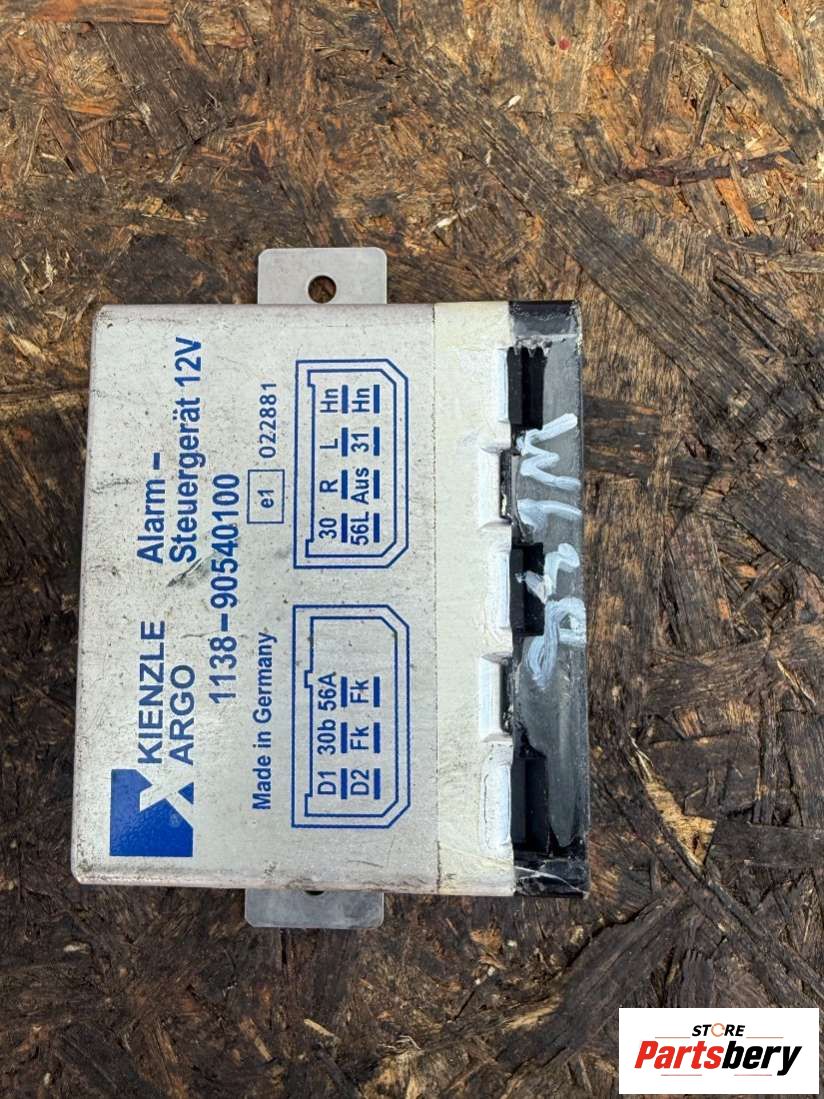 KIENZLE
ARGO
Alarm –
Steuergerät 12V
1138–90540100
Made in Germany
e1
022881
D1 30b 56A
D2 Fk Fk
30 R L Hn
56L Aus 31 Hn
STORE
Partsbery